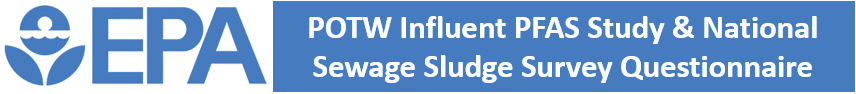 EPA
POTW Influent PFAS Study & National
Sewage Sludge Survey Questionnaire